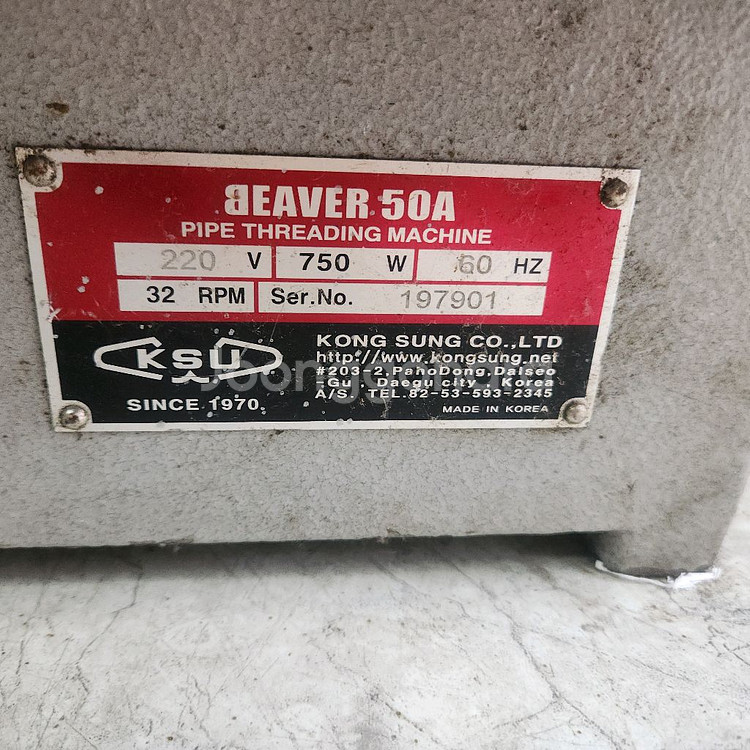 BEAVER 50A
PIPE THREADING MACHINE
220 V 750 W 60 HZ
32 RPM Ser.No. 197901
KSU
SINCE 1970.
KONG SUNG CO.,LTD
http://www.kongsung.net
#203-2,PahoDong,Dalseo
Gu Daegu city Korea
A/S. TEL.82-53-593-2345
MADE IN KOREA